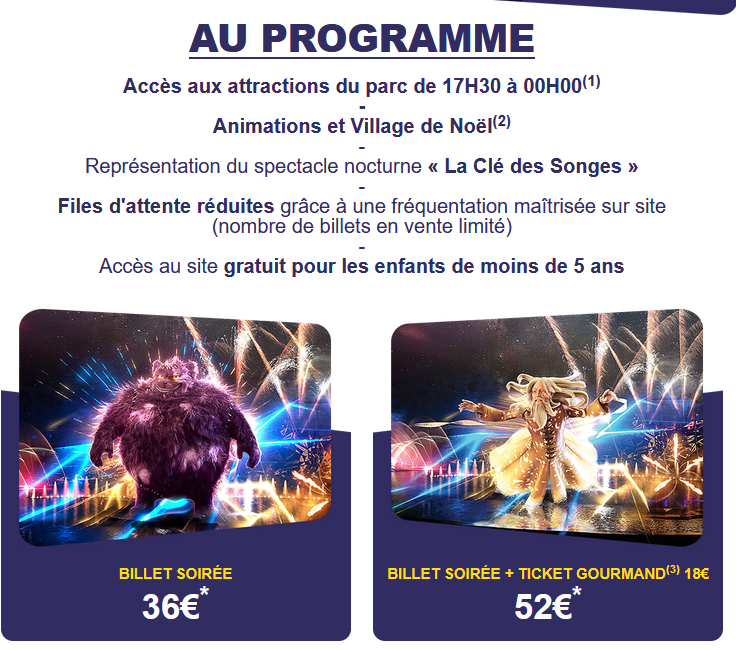 AU PROGRAMME
Accès aux attractions du parc de 17H30 à 00H00(1)
-
Animations et Village de Noël(2)
-
Représentation du spectacle nocturne « La Clé des Songes »
-
Files d'attente réduites grâce à une fréquentation maîtrisée sur site
(nombre de billets en vente limité)
-
Accès au site gratuit pour les enfants de moins de 5 ans
BILLET SOIRÉE
36€*
BILLET SOIRÉE + TICKET GOURMAND(3) 18€
52€*